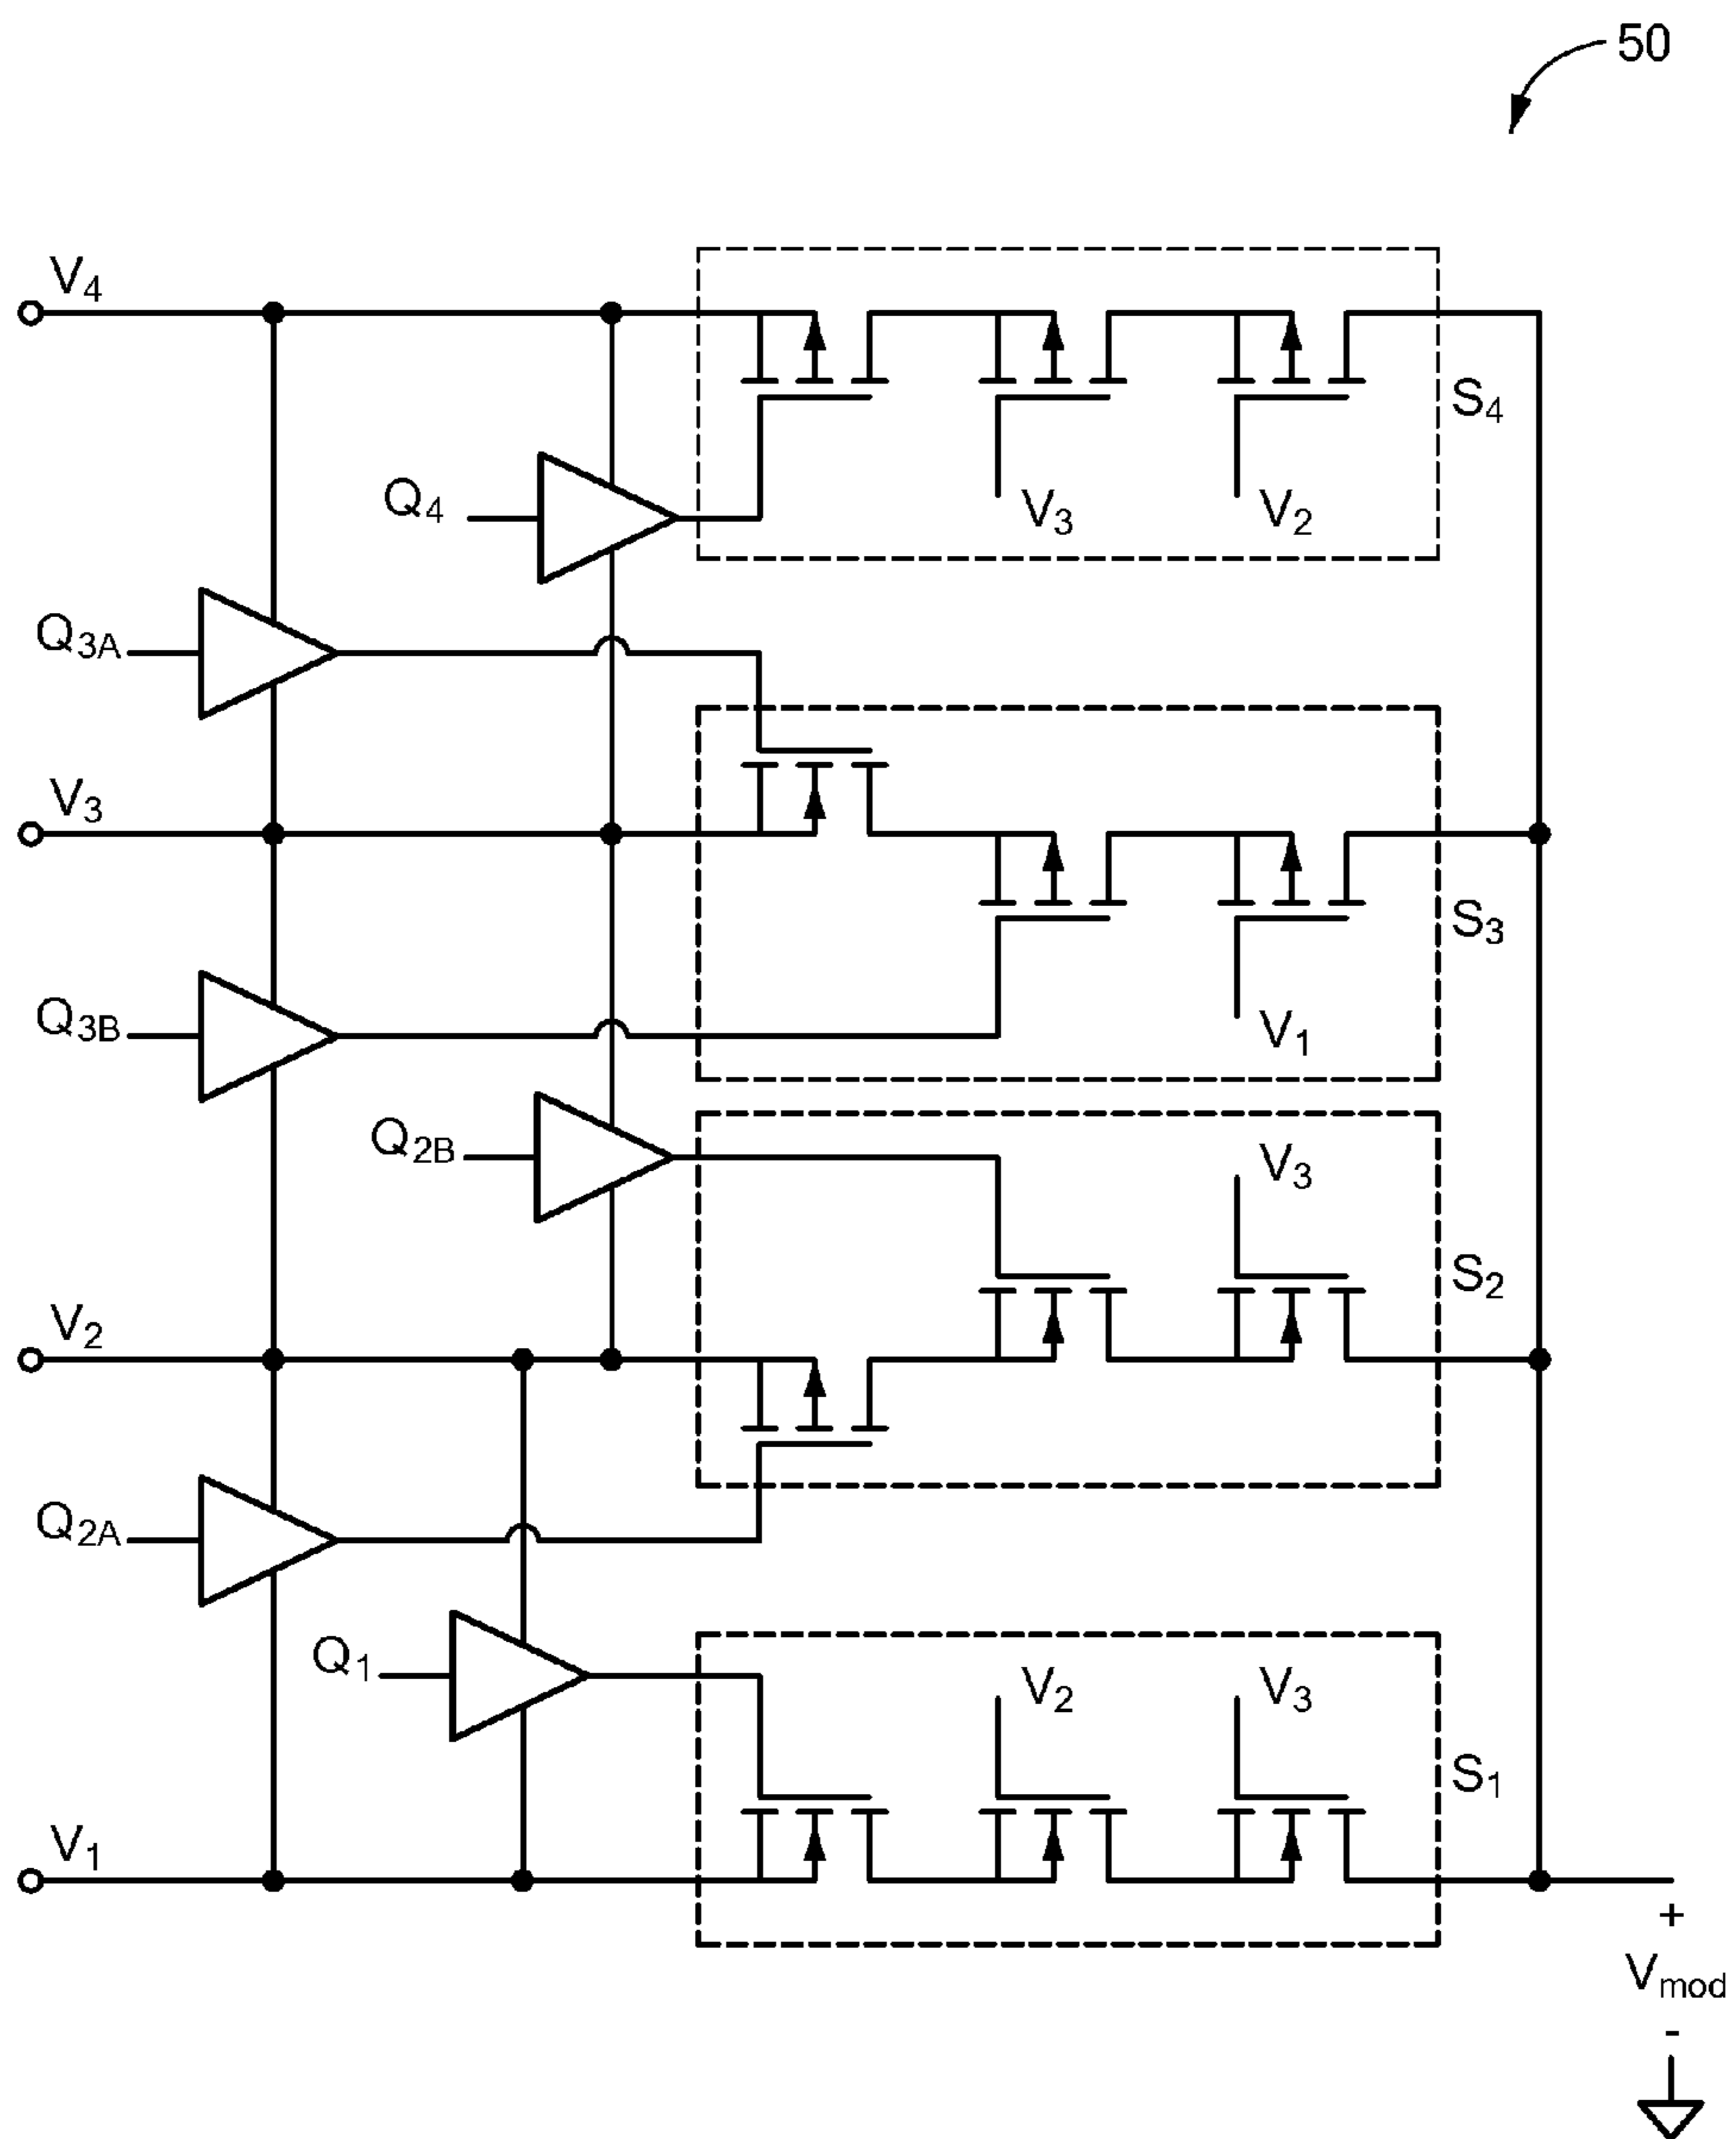 50
V4
S4
Q4
V3 V2
Q3A
V3
S3
Q3B
V1
Q2B
V3
S2
V2
Q2A
Q1
V2 V3
S1
V1
+
Vmod
-